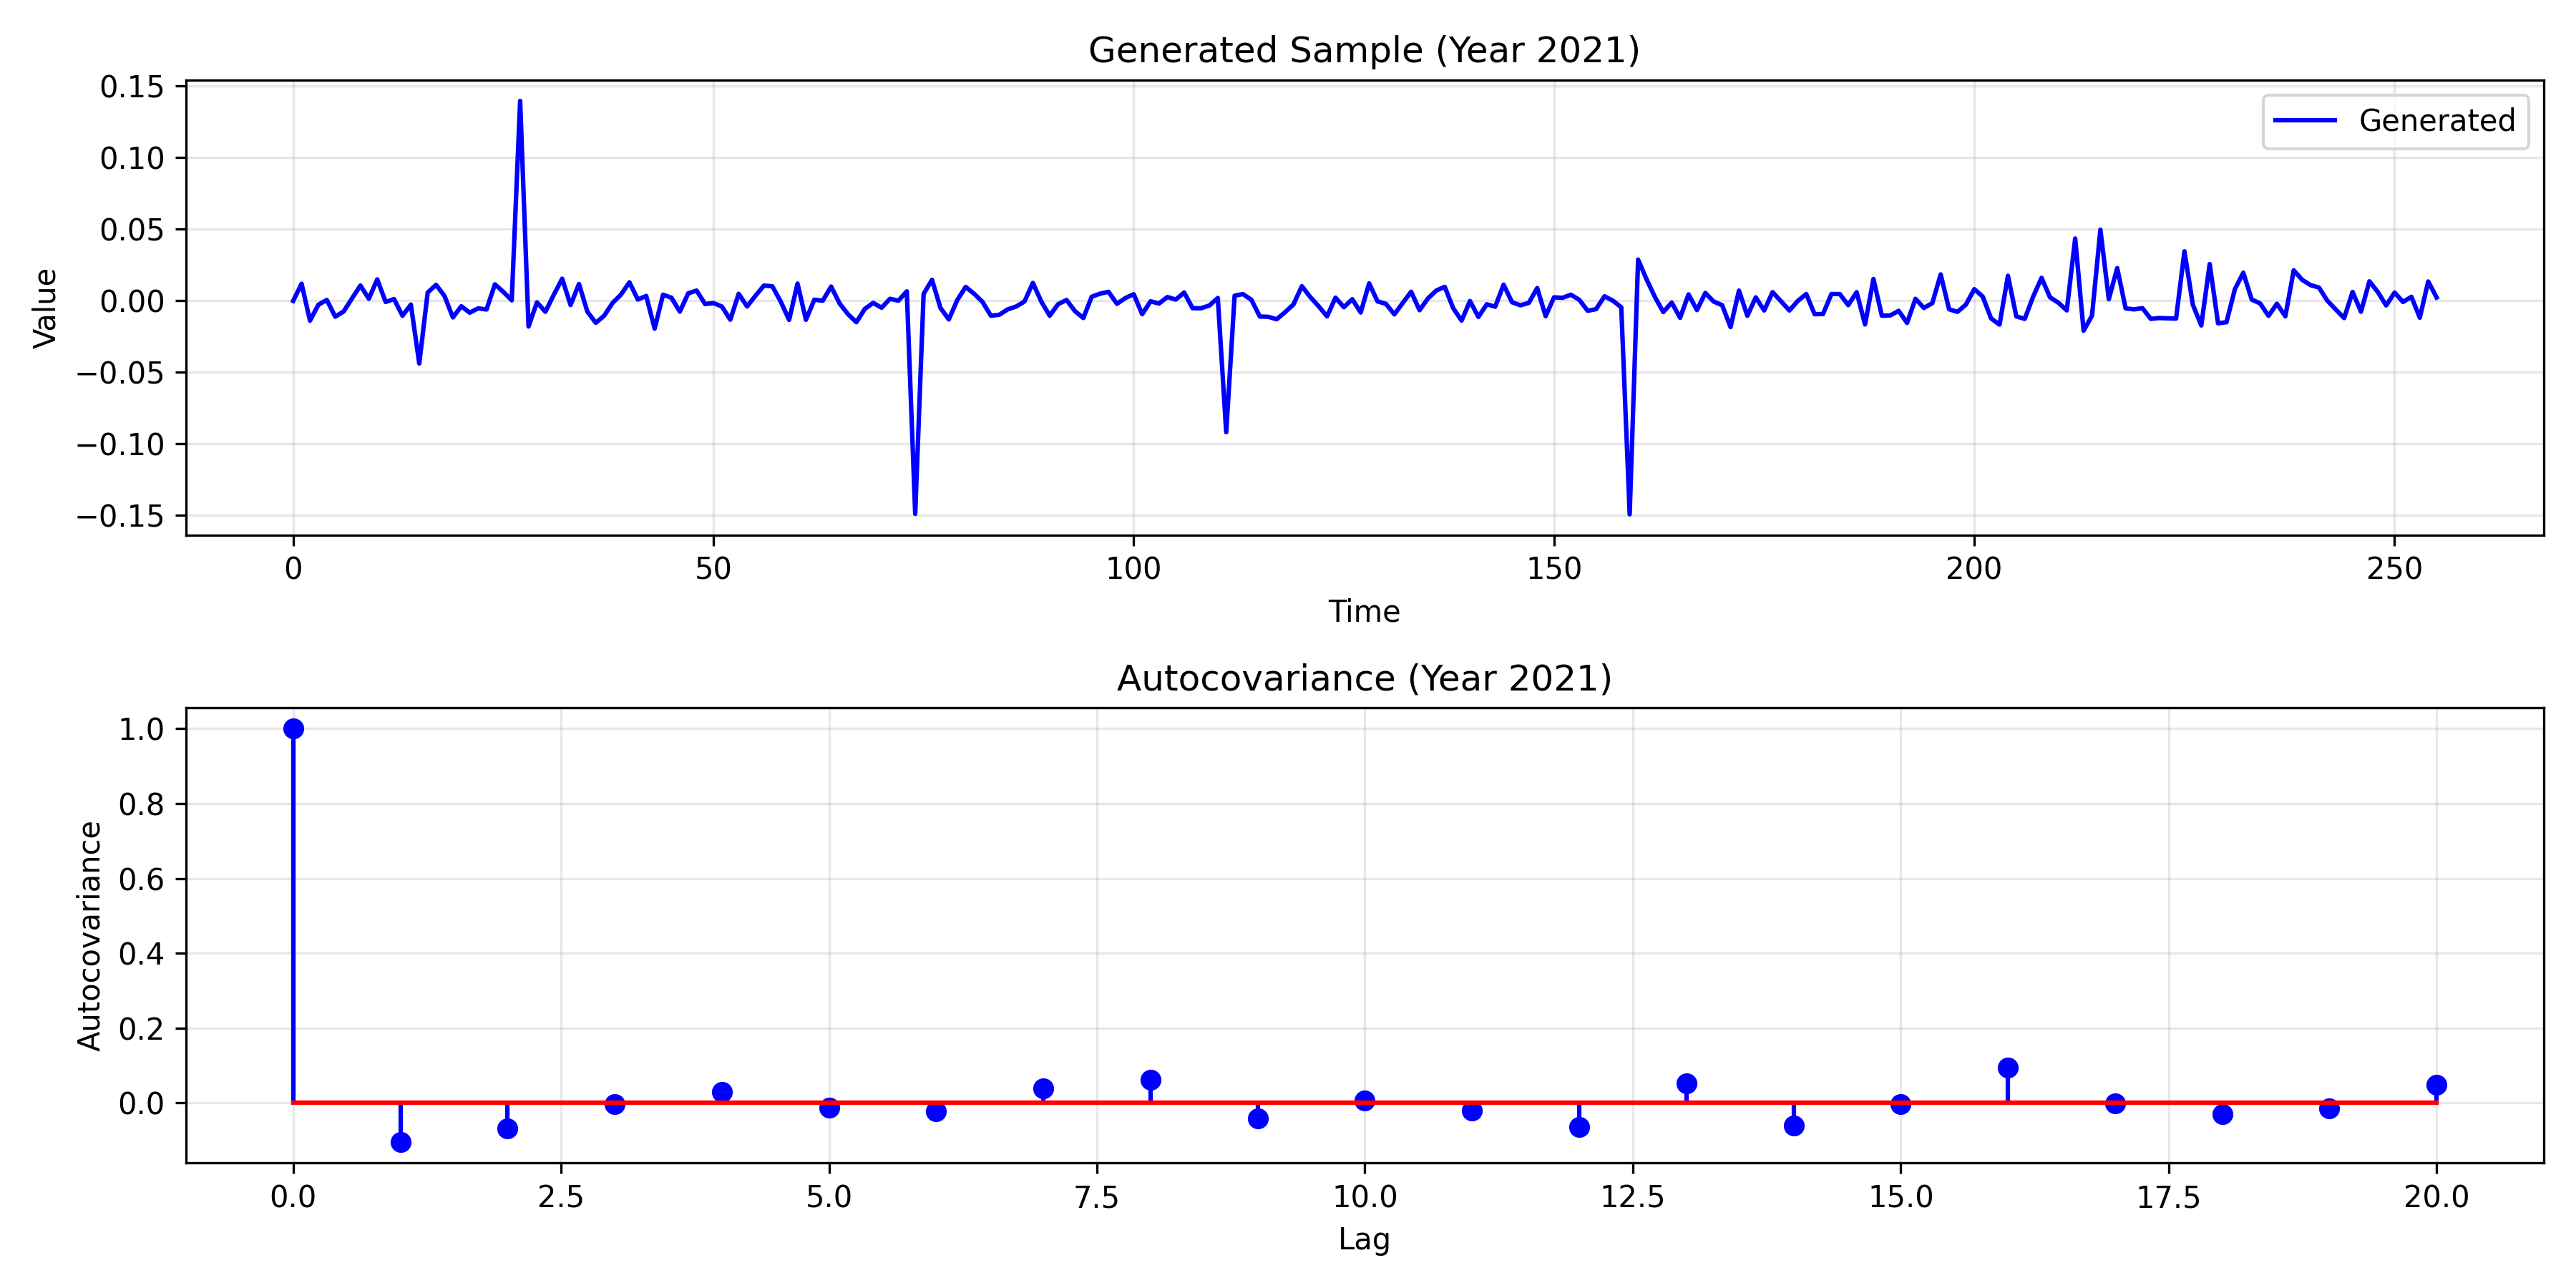 Generated Sample (Year 2021)
0.15
0.10
0.05
0.00
−0.05
−0.10
−0.15
Value
Generated
0 50 100 150 200 250
Time
Autocovariance (Year 2021)
1.0
0.8
0.6
0.4
0.2
0.0
Autocovariance
0.0 2.5 5.0 7.5 10.0 12.5 15.0 17.5 20.0
Lag